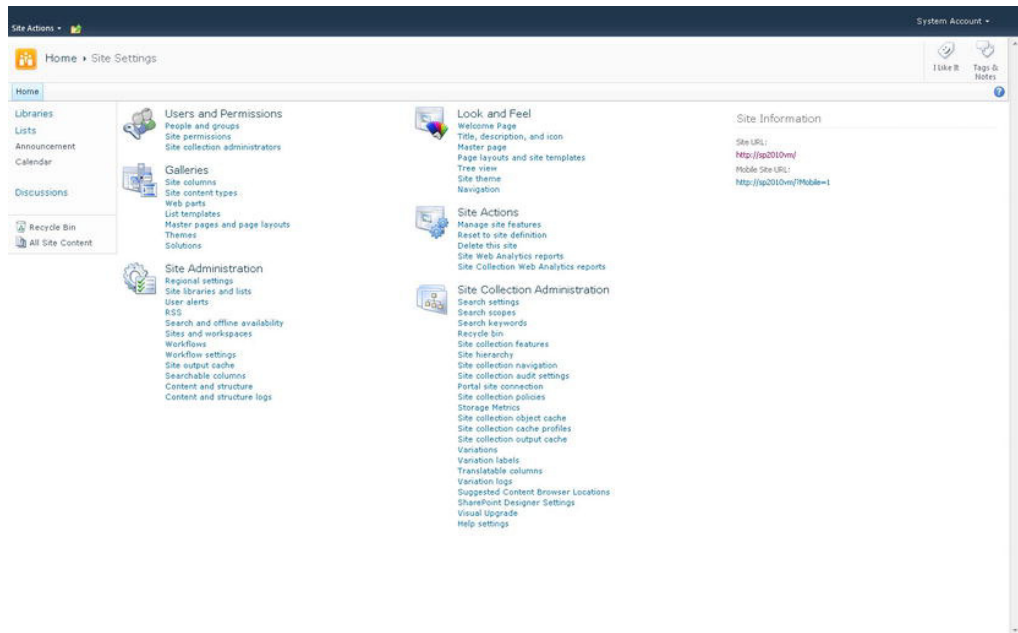 Site Actions
System Account
Home › Site Settings
I Like It
Tags & Notes
Home
Libraries
Lists
Announcement
Calendar
Discussions
Recycle Bin
All Site Content
Users and Permissions
People and groups
Site permissions
Site collection administrators
Galleries
Site columns
Site content types
Web parts
List templates
Master pages and page layouts
Themes
Solutions
Site Administration
Regional settings
Site libraries and lists
User alerts
RSS
Search and offline availability
Sites and workspaces
Workflows
Workflow settings
Site output cache
Searchable columns
Content and structure
Content and structure logs
Look and Feel
Welcome Page
Title, description, and icon
Master page
Page layouts and site templates
Tree view
Site theme
Navigation
Site Actions
Manage site features
Reset to site definition
Delete this site
Site Web Analytics reports
Site Collection Web Analytics reports
Site Collection Administration
Search settings
Search scopes
Search keywords
Recycle bin
Site collection features
Site hierarchy
Site collection navigation
Site collection audit settings
Portal site connection
Site collection policies
Storage Metrics
Site collection object cache
Site collection cache profiles
Site collection output cache
Variations
Variation labels
Translatable columns
Variation logs
Suggested Content Browser Locations
SharePoint Designer Settings
Visual Upgrade
Help settings
Site Information
Site URL:
http://sp2010vm/
Mobile Site URL:
http://sp2010vm/?Mobile=1